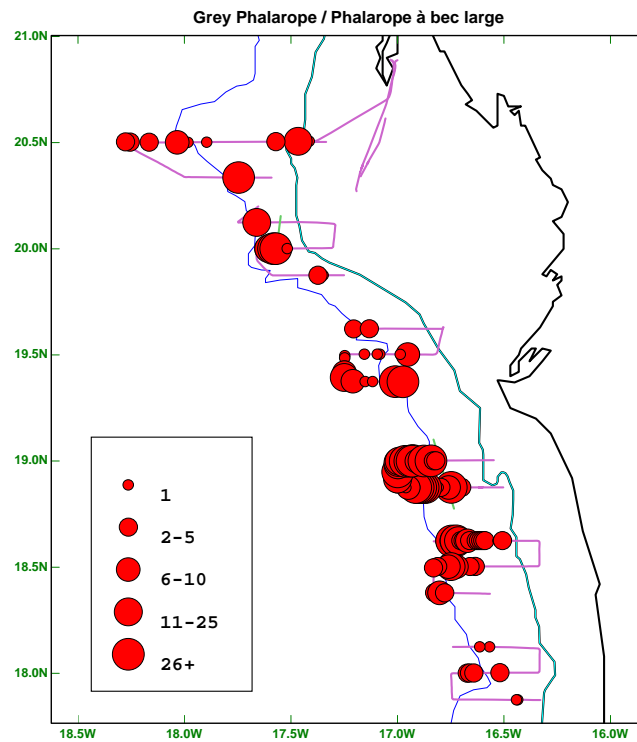 Grey Phalarope / Phalarope à bec large
21.0N
20.5N
20.0N
19.5N
19.0N
18.5N
18.0N
1
2-5
6-10
11-25
26+
18.5W 18.0W 17.5W 17.0W 16.5W 16.0W